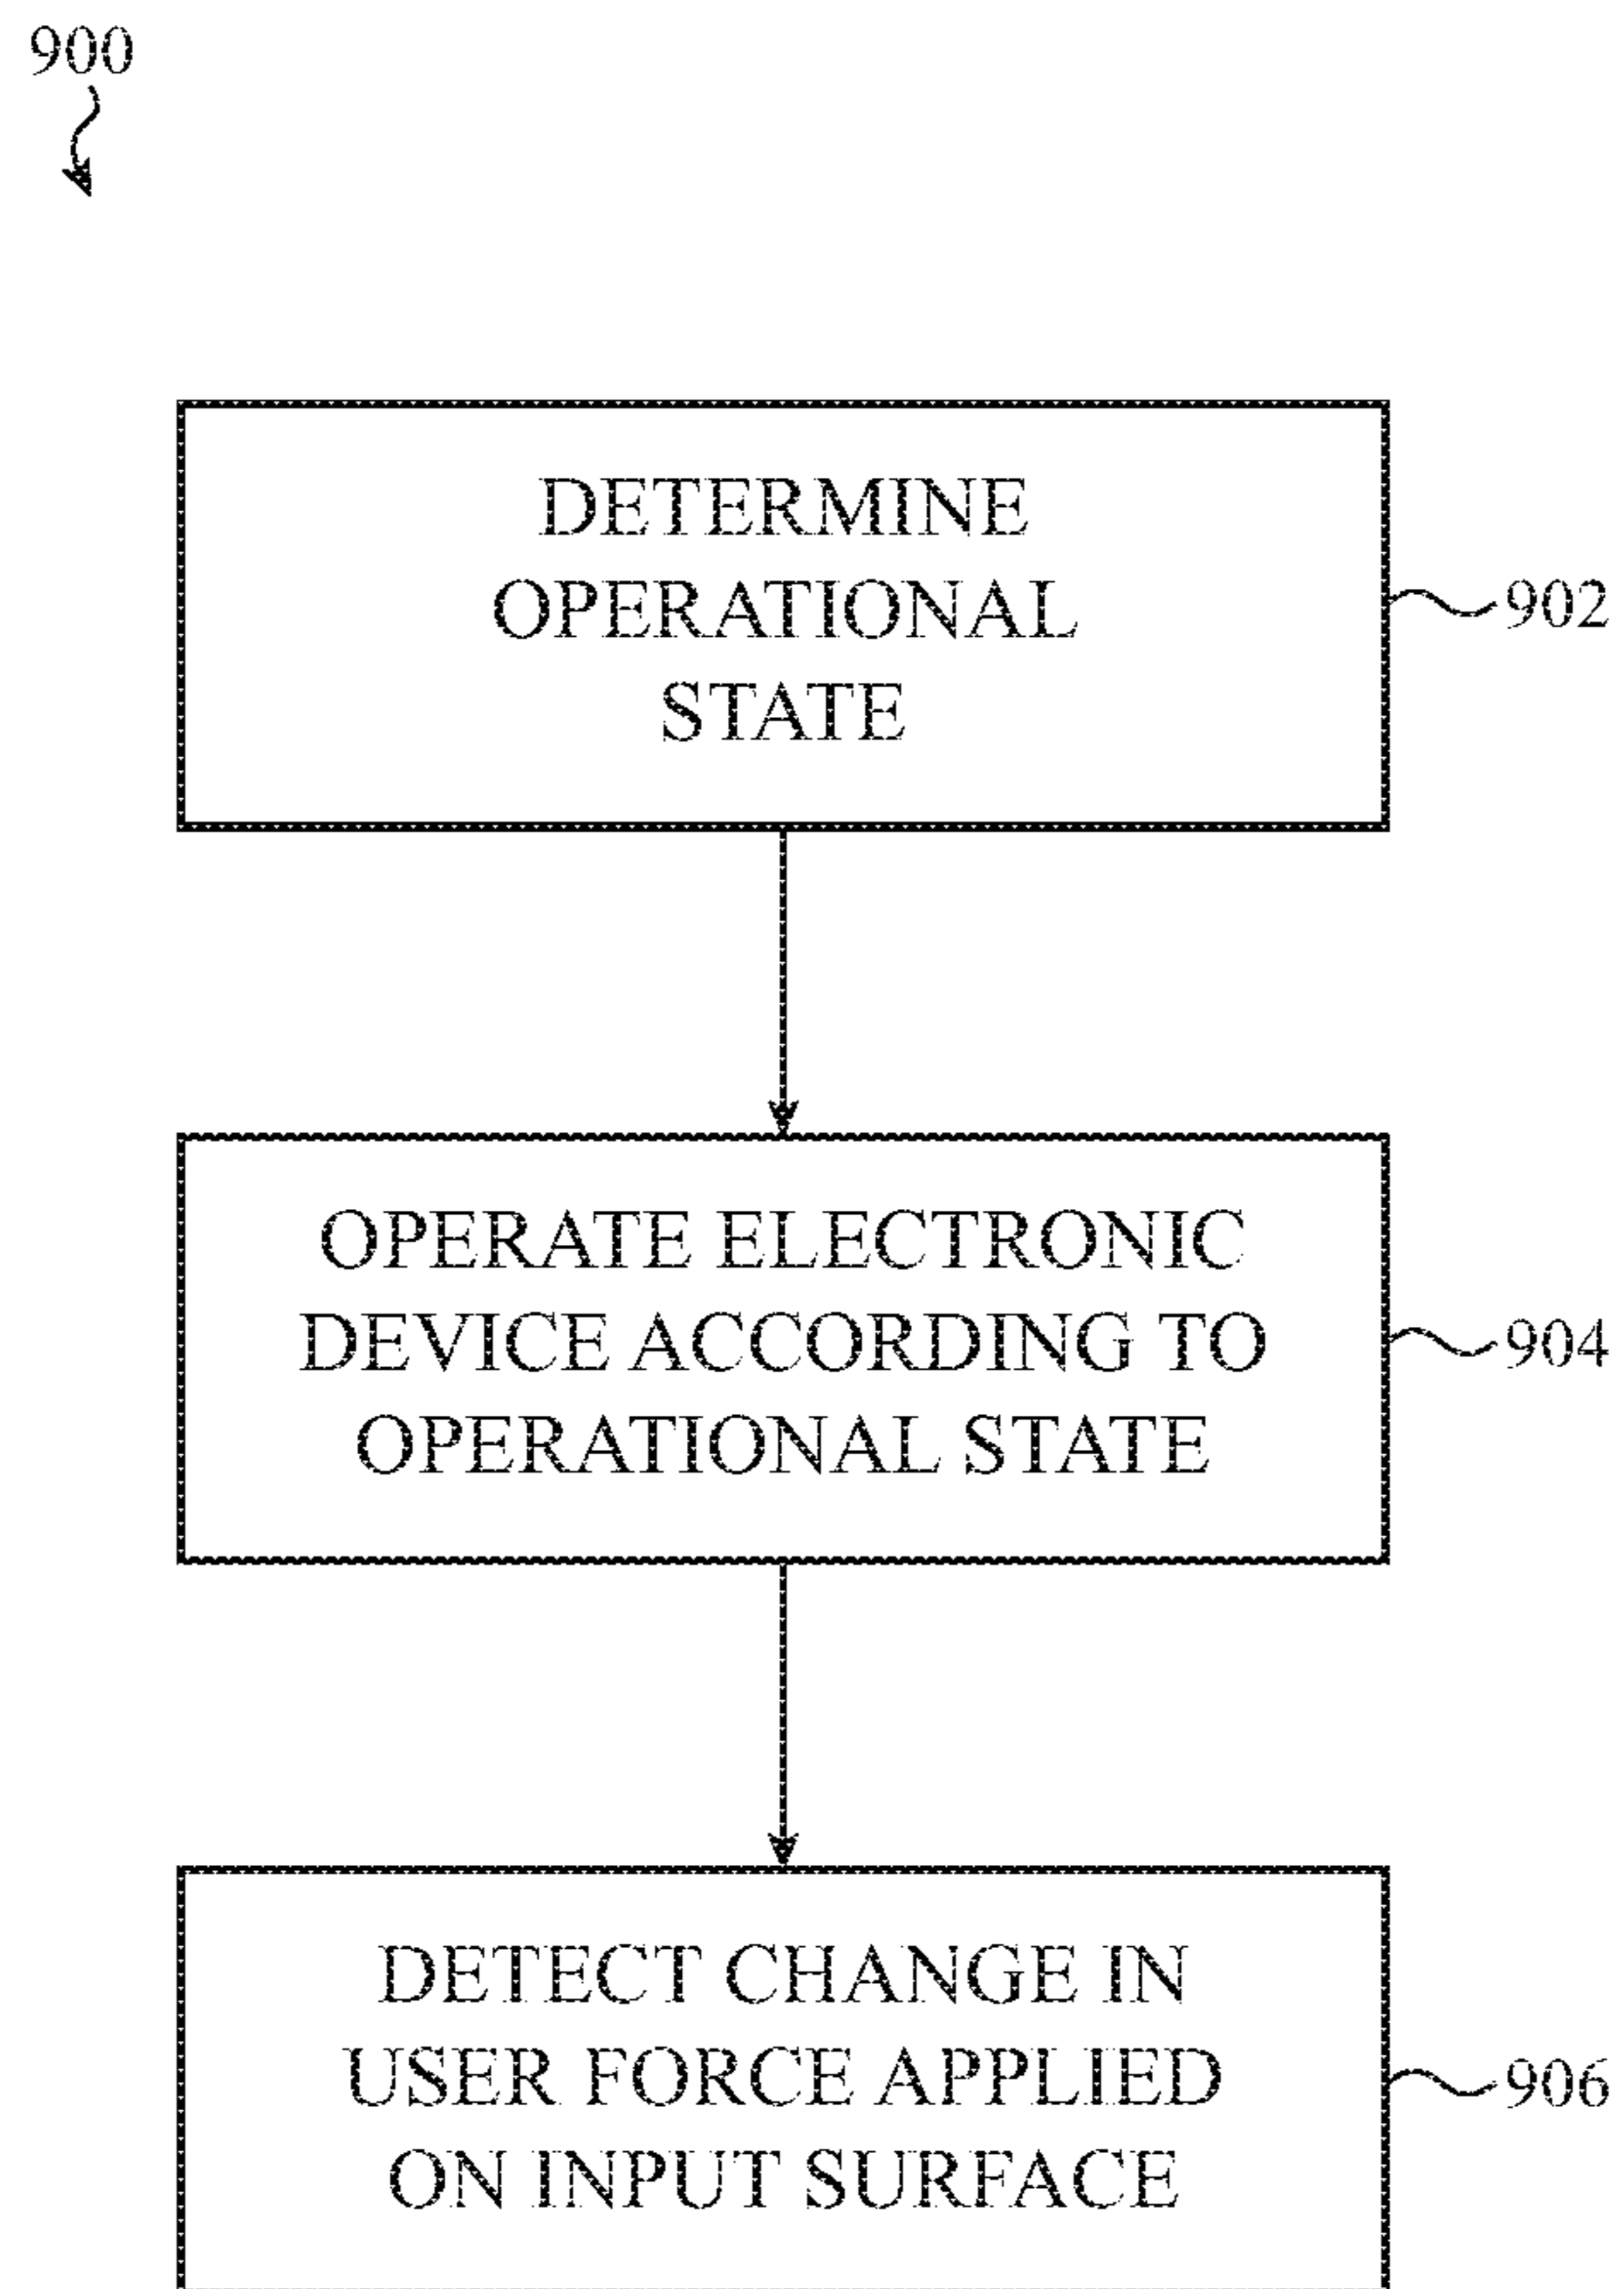 900
DETERMINE
OPERATIONAL
STATE
902
OPERATE ELECTRONIC
DEVICE ACCORDING TO
OPERATIONAL STATE
904
DETECT CHANGE IN
USER FORCE APPLIED
ON INPUT SURFACE
906